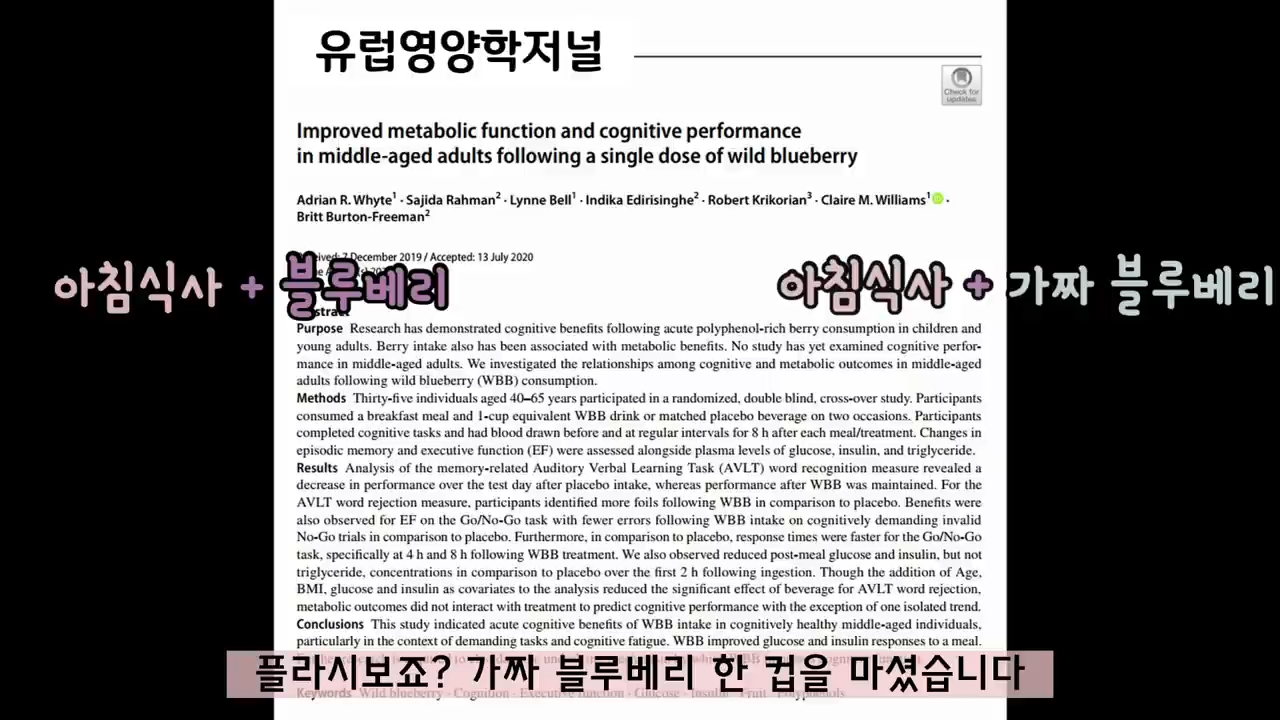 유럽영양학저널
Check for
updates
Improved metabolic function and cognitive performance
in middle-aged adults following a single dose of wild blueberry
Adrian R. Whyte1 · Sajida Rahman2 · Lynne Bell1 · Indika Edirisinghe2 · Robert Krikorian3 · Claire M. Williams1 ·
Britt Burton-Freeman2
7 December 2019 / Accepted: 13 July 2020
아침식사 + 블루베리
아침식사 + 가짜 블루베리
Purpose Research has demonstrated cognitive benefits following acute polyphenol-rich berry consumption in children and
young adults. Berry intake also has been associated with metabolic benefits. No study has yet examined cognitive perfor-
mance in middle-aged adults. We investigated the relationships among cognitive and metabolic outcomes in middle-aged
adults following wild blueberry (WBB) consumption.
Methods Thirty-five individuals aged 40–65 years participated in a randomized, double blind, cross-over study. Participants
consumed a breakfast meal and 1-cup equivalent WBB drink or matched placebo beverage on two occasions. Participants
completed cognitive tasks and had blood drawn before and at regular intervals for 8 h after each meal/treatment. Changes in
episodic memory and executive function (EF) were assessed alongside plasma levels of glucose, insulin, and triglyceride.
Results Analysis of the memory-related Auditory Verbal Learning Task (AVLT) word recognition measure revealed a
decrease in performance over the test day after placebo intake, whereas performance after WBB was maintained. For the
AVLT word rejection measure, participants identified more foils following WBB in comparison to placebo. Benefits were
also observed for EF on the Go/No-Go task with fewer errors following WBB intake on cognitively demanding invalid
No-Go trials in comparison to placebo. Furthermore, in comparison to placebo, response times were faster for the Go/No-Go
task, specifically at 4 h and 8 h following WBB treatment. We also observed reduced post-meal glucose and insulin, but not
triglyceride, concentrations in comparison to placebo over the first 2 h following ingestion. Though the addition of Age,
BMI, glucose and insulin as covariates to the analysis reduced the significant effect of beverage for AVLT word rejection,
metabolic outcomes did not interact with treatment to predict cognitive performance with the exception of one isolated trend.
Conclusions This study indicated acute cognitive benefits of WBB intake in cognitively healthy middle-aged individuals,
particularly in the context of demanding tasks and cognitive fatigue. WBB improved glucose and insulin responses to a meal.
플라시보죠? 가짜 블루베리 한 컵을 마셨습니다
Keywords Wild blueberry · Cognition · Executive function · Glucose · Insulin · Fruit · Polyphenols